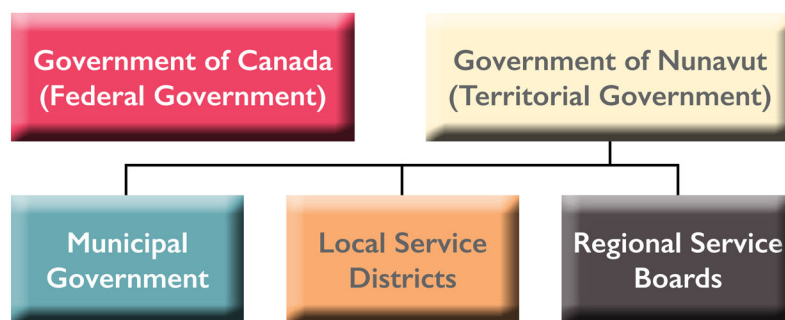 Government of Canada
(Federal Government)
Government of Nunavut
(Territorial Government)
Municipal
Government
Local Service
Districts
Regional Service
Boards